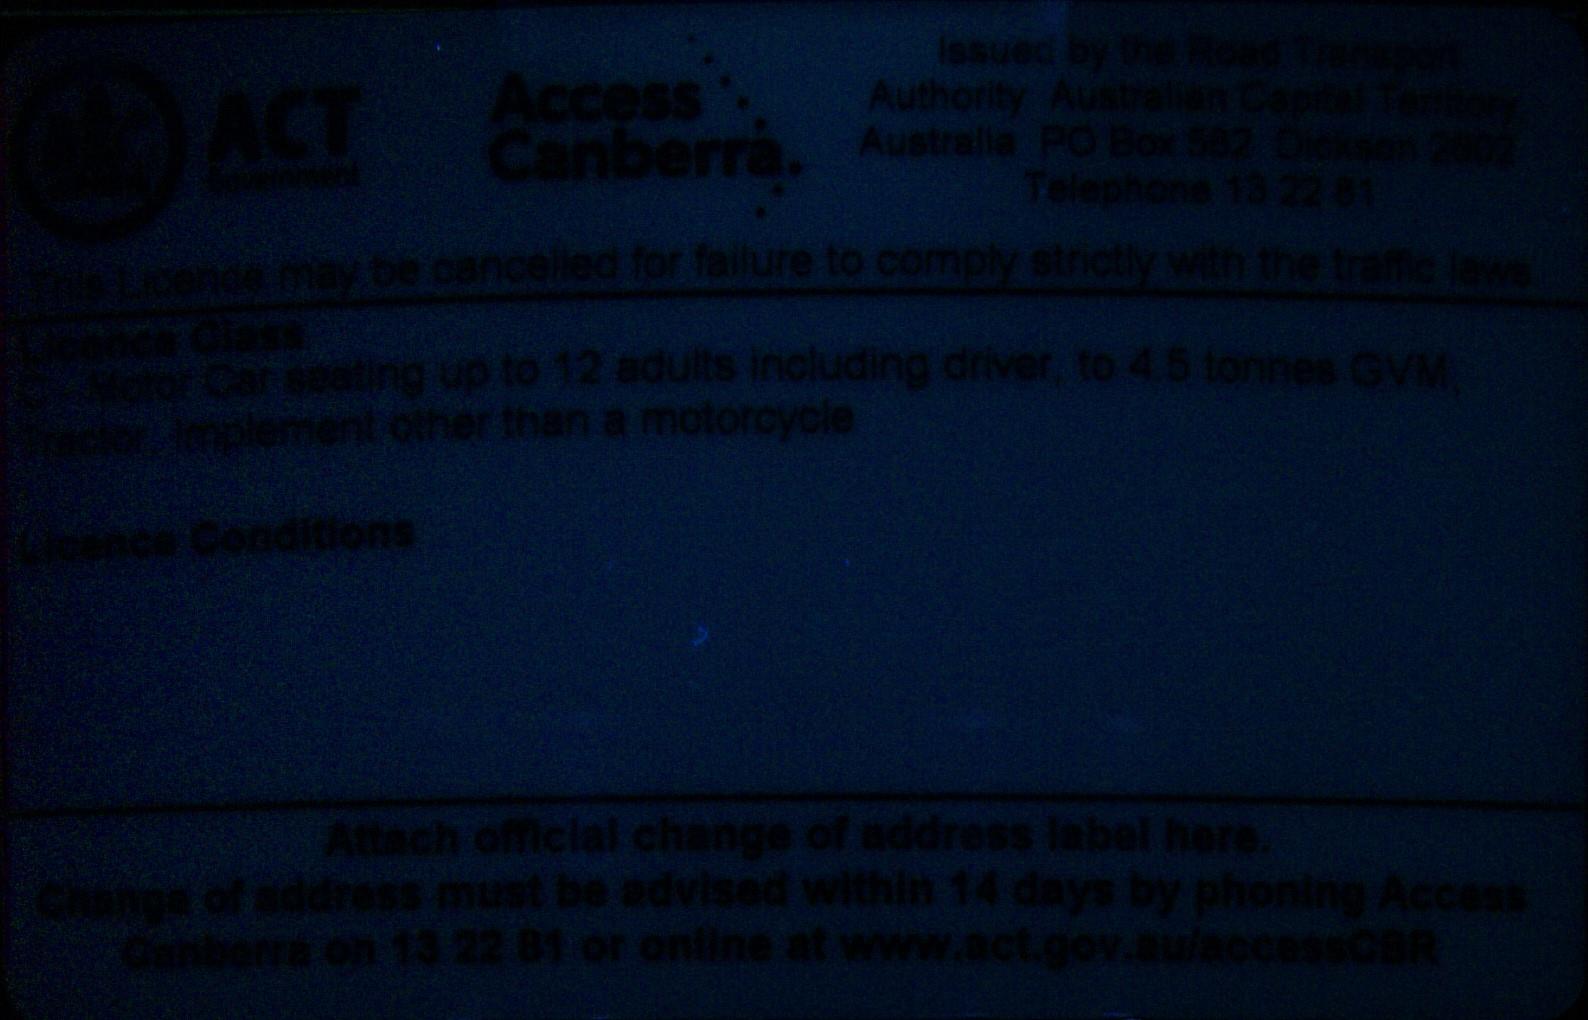 ACT
Government
Access
Canberra.
Issued by the Road Transport
Authority Australian Capital Territory,
Australia PO Box 582 Dickson 2602
Telephone 13 22 81
This Licence may be cancelled for failure to comply strictly with the traffic laws
Licence Class
C - Motor Car seating up to 12 adults including driver, to 4.5 tonnes GVM,
Tractor, Implement other than a motorcycle
Licence Conditions
Attach official change of address label here.
Change of address must be advised within 14 days by phoning Access
Canberra on 13 22 81 or online at www.act.gov.au/accessCBR